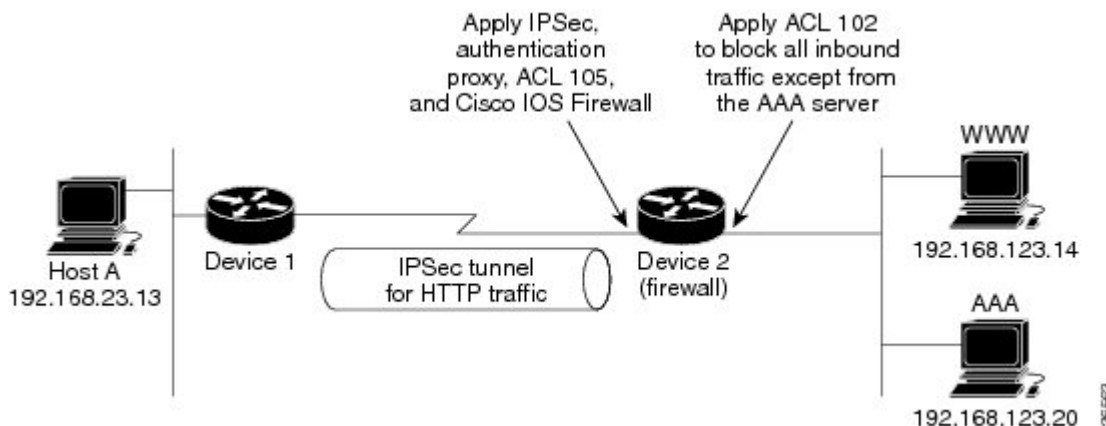 Apply IPSec,
authentication
proxy, ACL 105,
and Cisco IOS Firewall
Apply ACL 102
to block all inbound
traffic except from
the AAA server
WWW
192.168.123.14
Host A
192.168.23.13
Device 1
IPSec tunnel
for HTTP traffic
Device 2
(firewall)
AAA
192.168.123.20